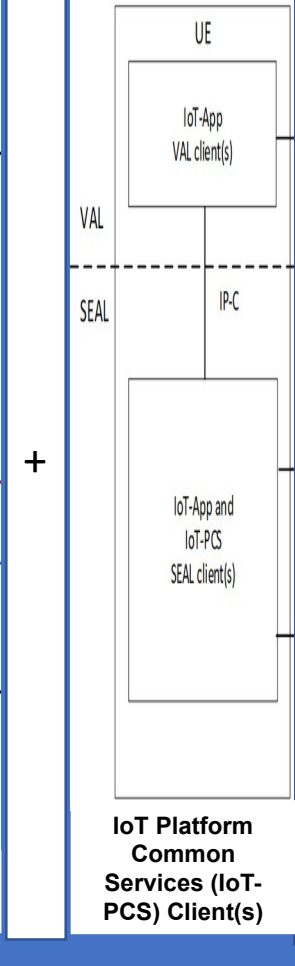 UE
IoT-App
VAL client(s)
VAL
SEAL
IP-C
+
IoT-App and
IoT-PCS
SEAL client(s)
IoT Platform
Common
Services (IoT-
PCS) Client(s)